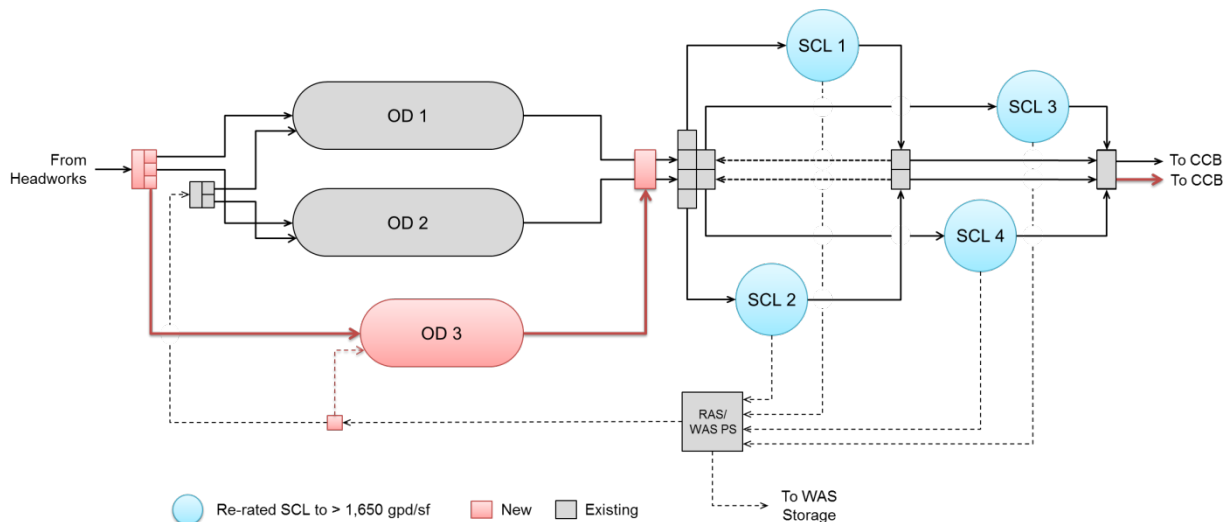 SCL 1
SCL 3
OD 1
From
Headworks
To CCB
To CCB
OD 2
SCL 4
SCL 2
OD 3
RAS/
WAS PS
Re-rated SCL to > 1,650 gpd/sf
New
Existing
To WAS
Storage